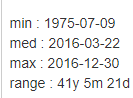 min : 1975-07-09
med : 2016-03-22
max : 2016-12-30
range : 41y 5m 21d